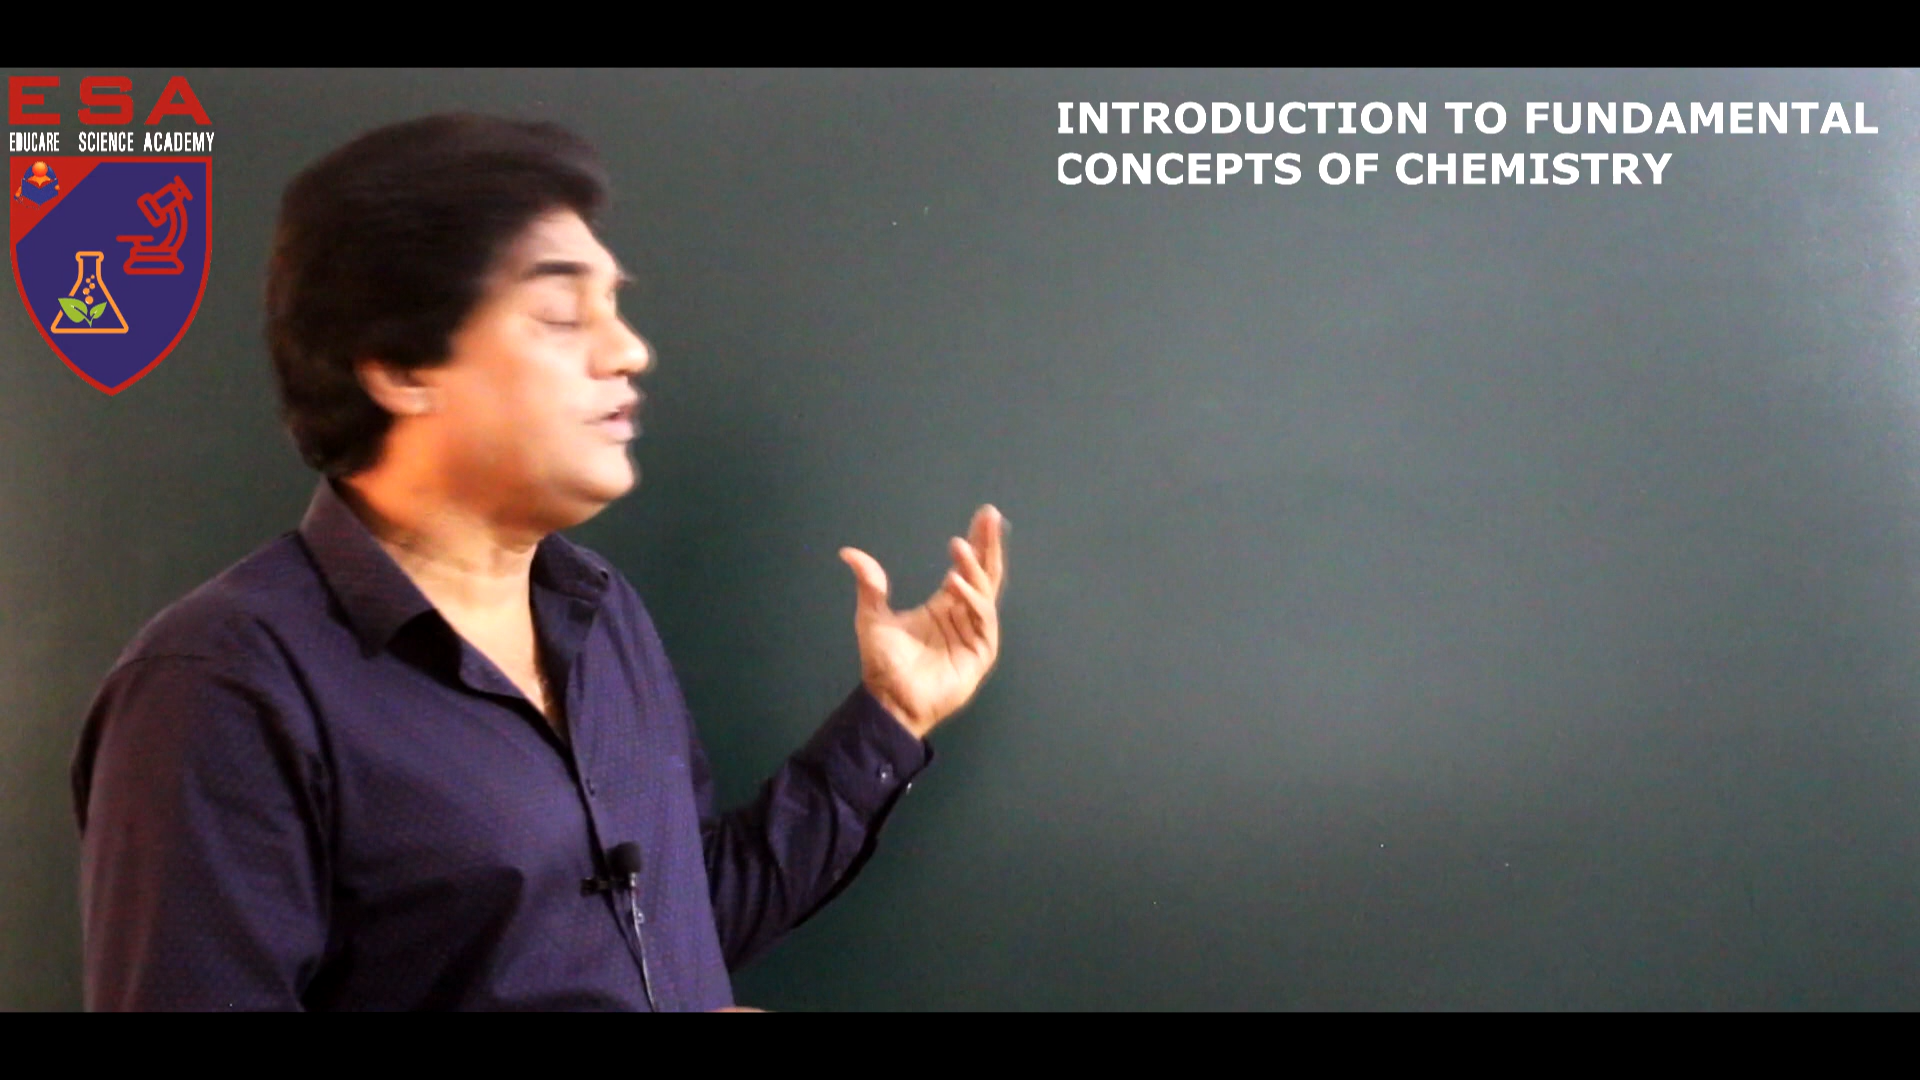 ESA
EDUCARE SCIENCE ACADEMY
INTRODUCTION TO FUNDAMENTAL
CONCEPTS OF CHEMISTRY